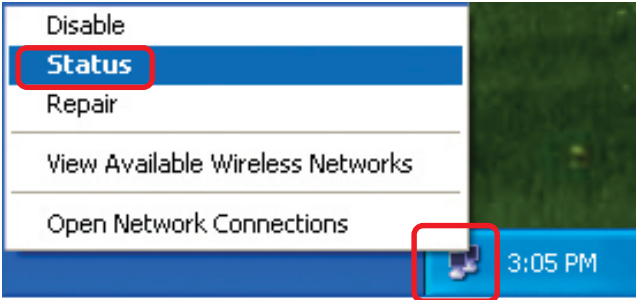 Disable
Status
Repair
View Available Wireless Networks
Open Network Connections
3:05 PM